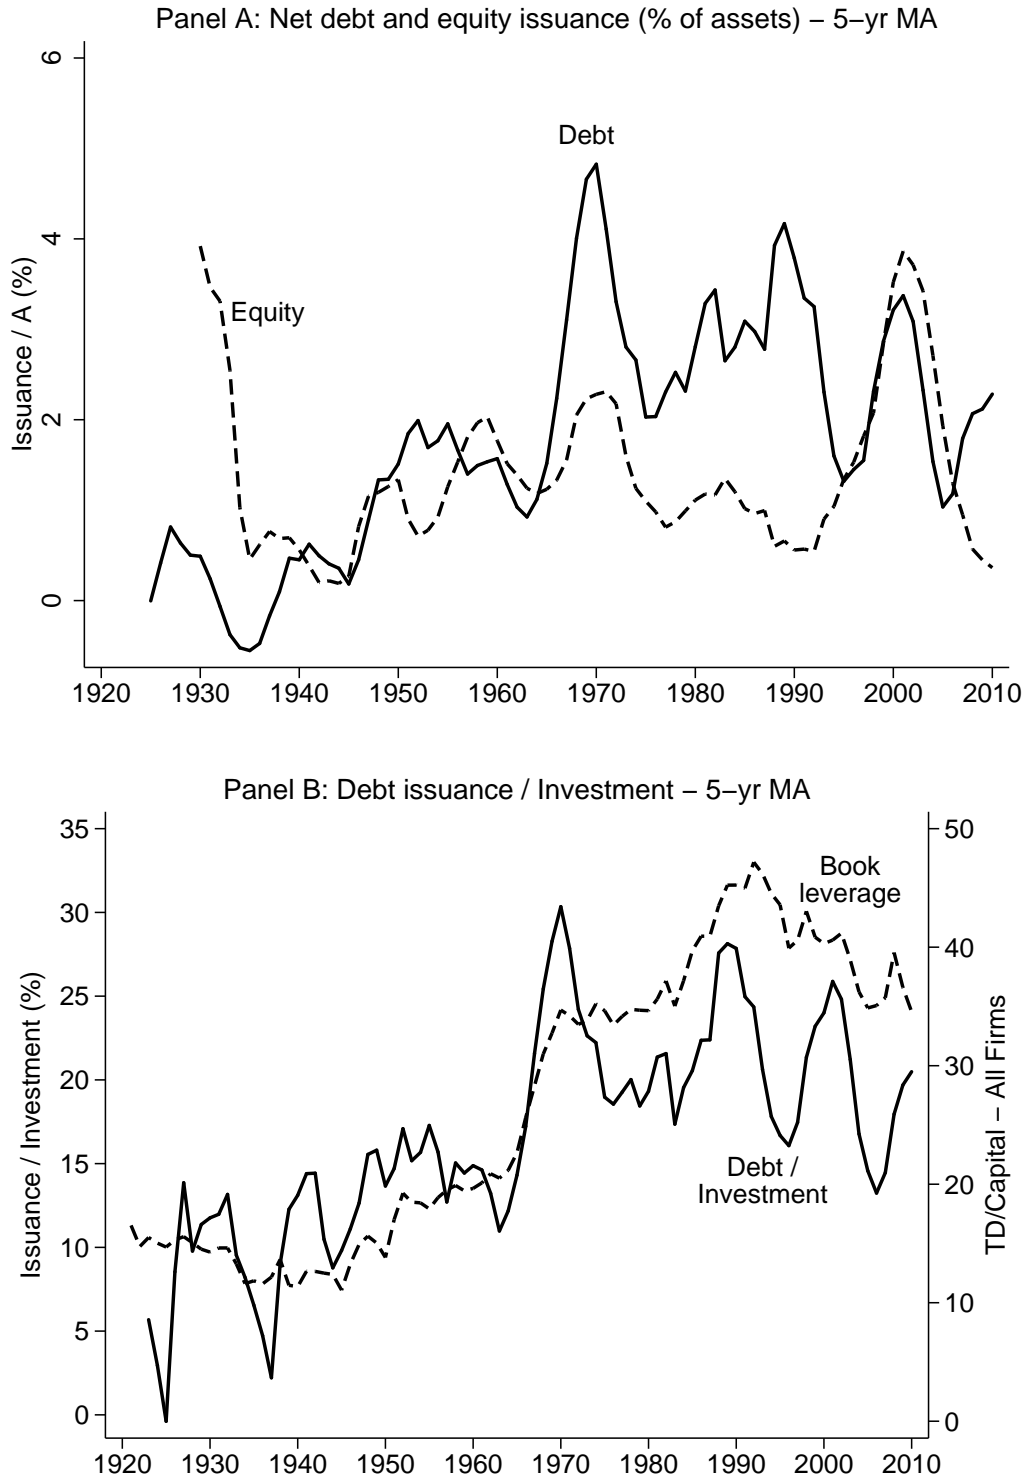 Panel A: Net debt and equity issuance (% of assets) – 5–yr MA
Issuance / A (%)
6
4
2
0
Debt
Equity
1920 1930 1940 1950 1960 1970 1980 1990 2000 2010
Panel B: Debt issuance / Investment – 5–yr MA
Issuance / Investment (%)
35
30
25
20
15
10
5
0
Book
leverage
Debt /
Investment
50
40
30
20
10
0
TD/Capital – All Firms
1920 1930 1940 1950 1960 1970 1980 1990 2000 2010